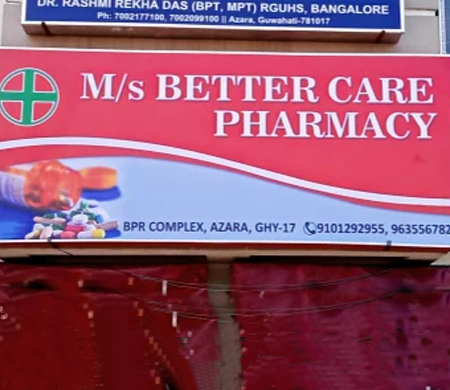 DR. RASHMI REKHA DAS (BPT, MPT) RGUHS, BANGALORE
Ph: 7002177100, 7002099100 || Azara, Guwahati-781017
M/s BETTER CARE
PHARMACY
BPR COMPLEX, AZARA, GHY-17 9101292955, 963556782